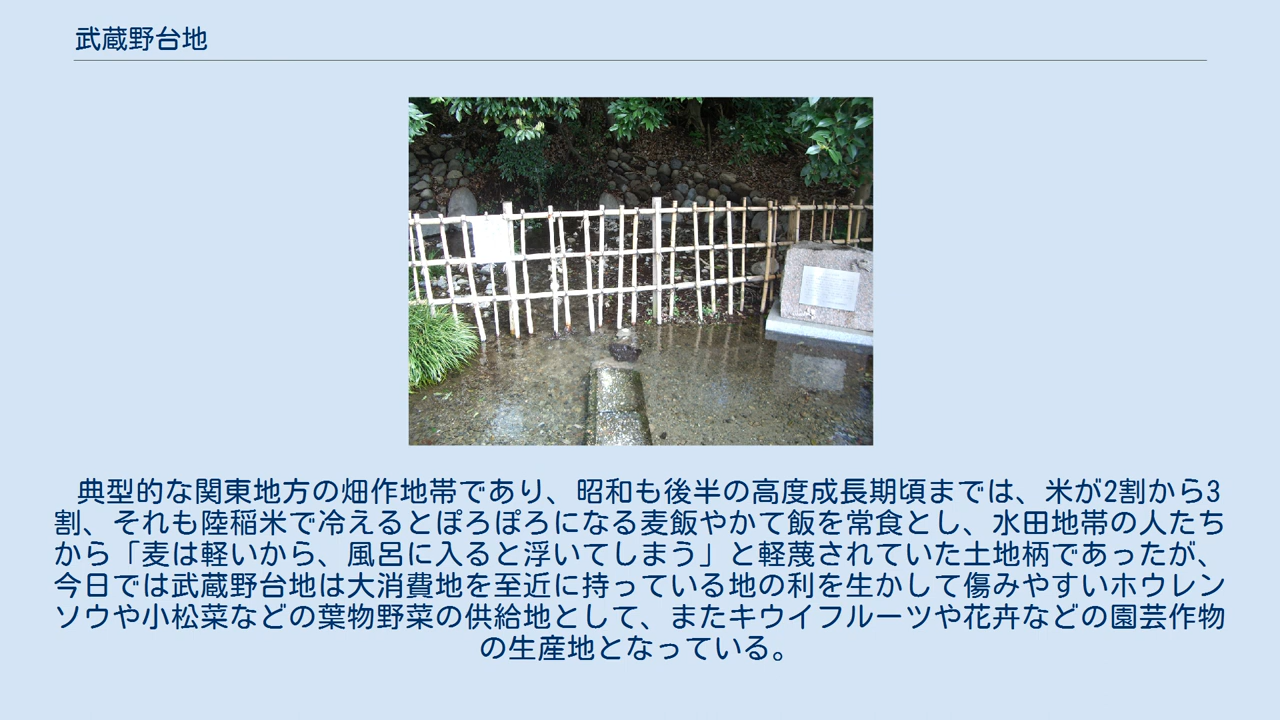 武蔵野台地
典型的な関東地方の畑作地帯であり、昭和も後半の高度成長期頃までは、米が2割から3
割、それも陸稲米で冷えるとぽろぽろになる麦飯やかて飯を常食とし、水田地帯の人たち
から「麦は軽いから、風呂に入ると浮いてしまう」と軽蔑されていた土地柄であったが、
今日では武蔵野台地は大消費地を至近に持っている地の利を生かして傷みやすいホウレン
ソウや小松菜などの葉物野菜の供給地として、またキウイフルーツや花卉などの園芸作物
の生産地となっている。